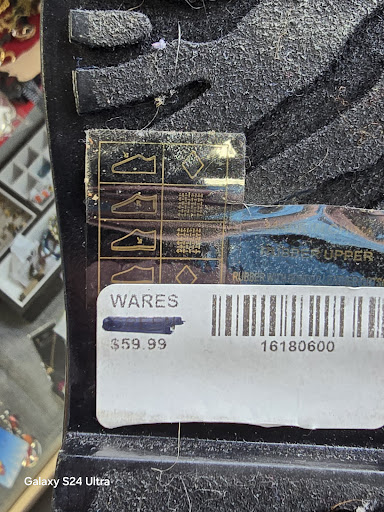 UPPER
RUBBER
WARES
$59.99
16180600
Galaxy S24 Ultra